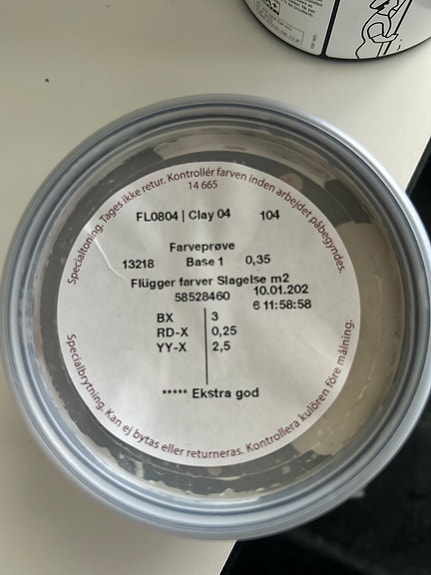 Specialtoning. Tages ikke retur. Kontrollér farven inden arbejdet påbegyndes.
14 665
FL0804 | Clay 04 104
Farveprøve
13218 Base 1 0,35
Flügger farver Slagelse m2
58528460 10.01.202
6 11:58:58
BX 3
RD-X 0,25
YY-X 2,5
***** Ekstra god
Specialbrytning. Kan ej bytas eller returneras. Kontrollera kulören före målning.